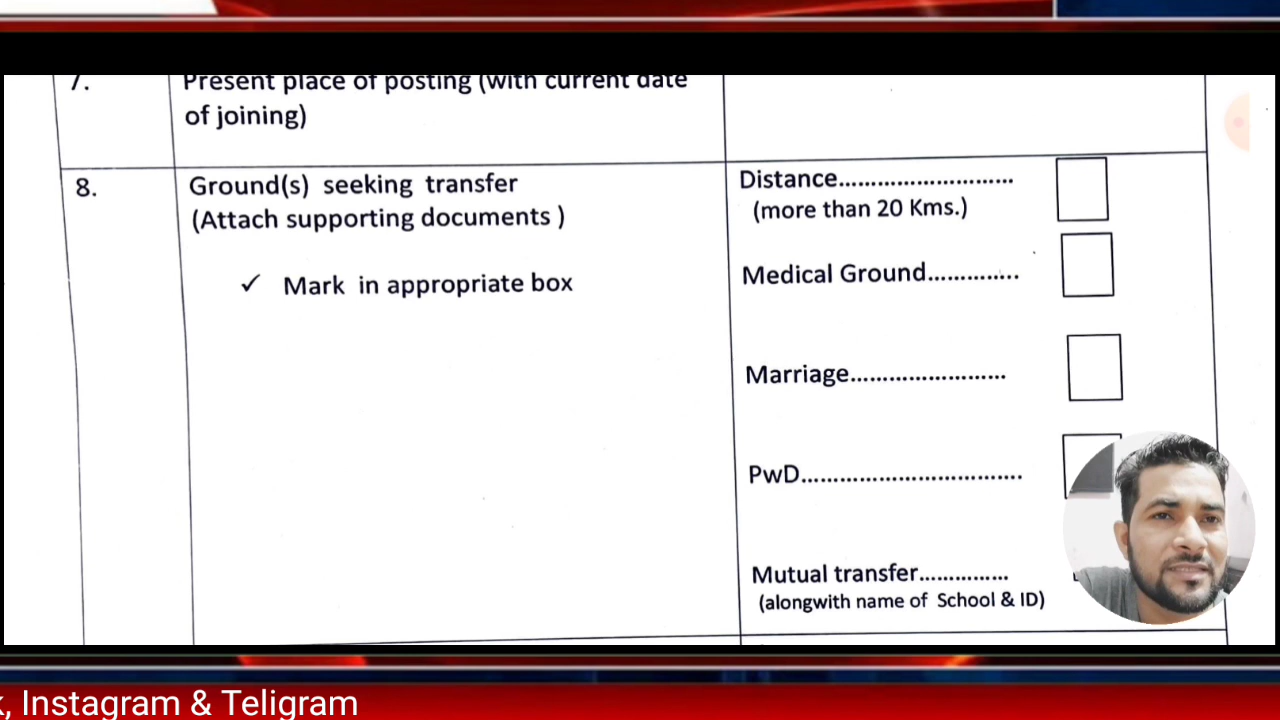 7.
Present place of posting (with current date
of joining)
8.
Ground(s) seeking transfer
(Attach supporting documents )
✓ Mark in appropriate box
Distance............................
(more than 20 Kms.)
Medical Ground..............
Marriage.........................
PwD...................................
Mutual transfer..............
(alongwith name of School & ID)
, Instagram & Teligram